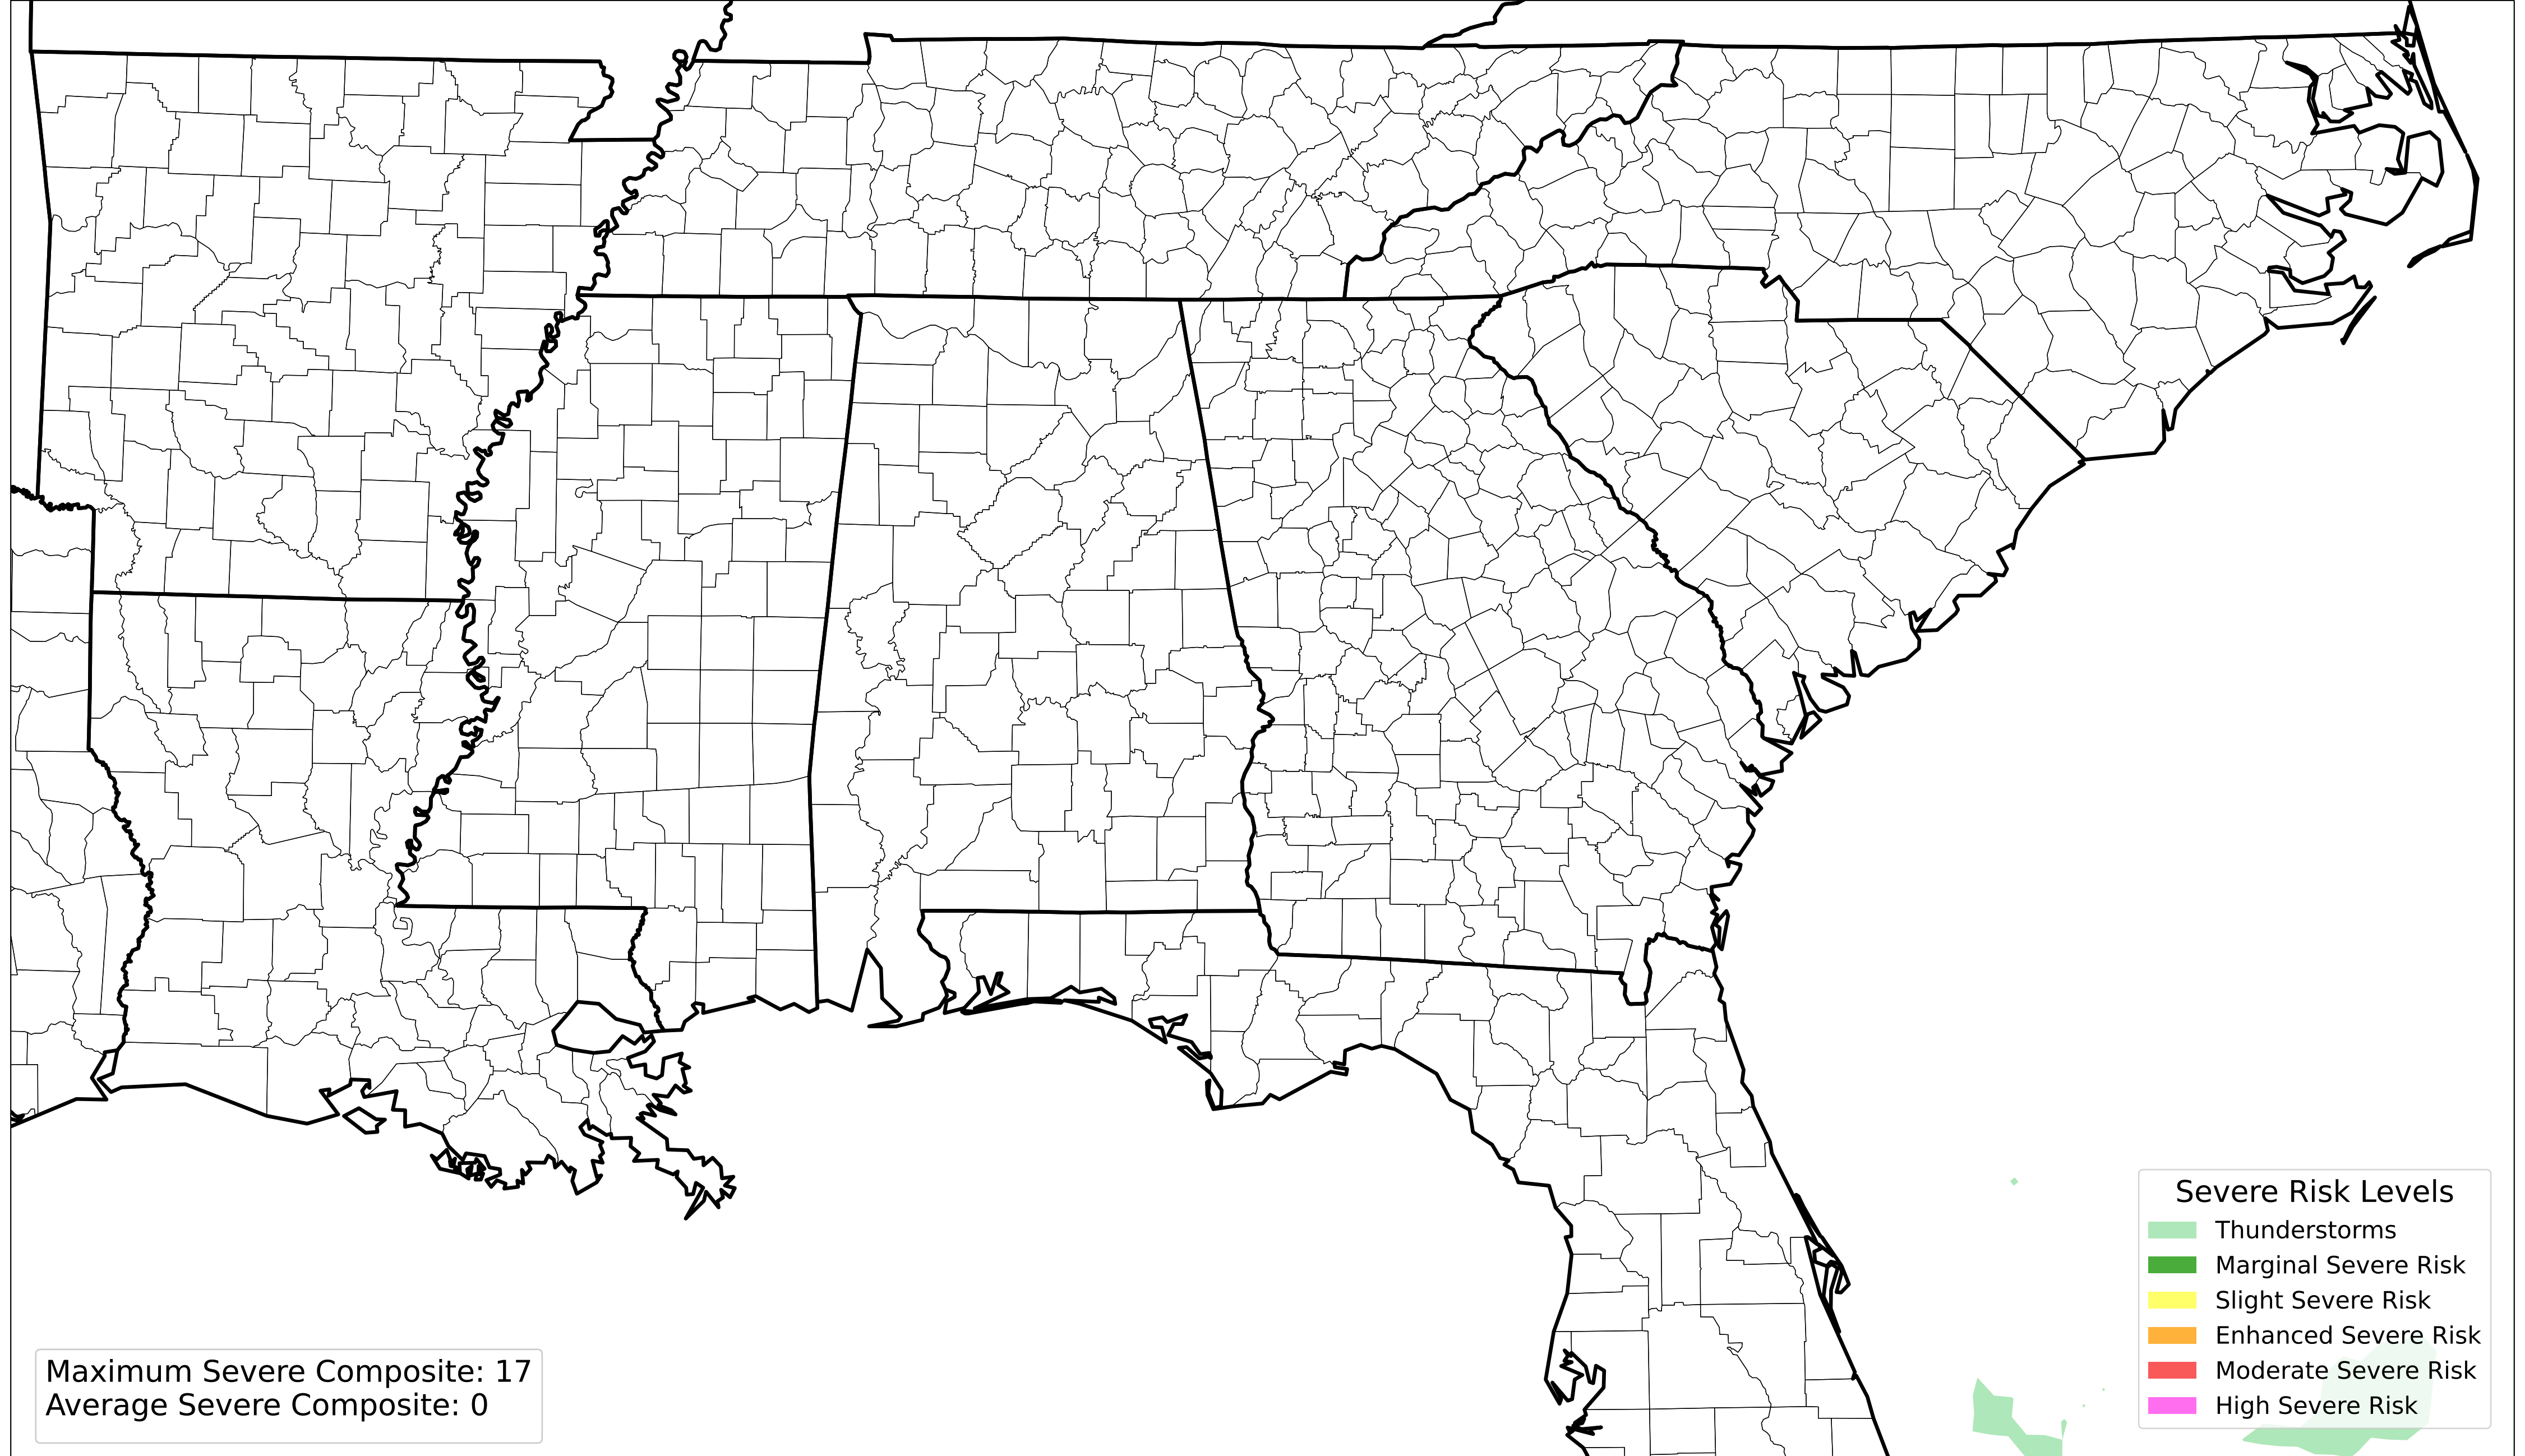 Severe Risk Levels
Thunderstorms
Marginal Severe Risk
Slight Severe Risk
Enhanced Severe Risk
Moderate Severe Risk
High Severe Risk
Maximum Severe Composite: 17
Average Severe Composite: 0